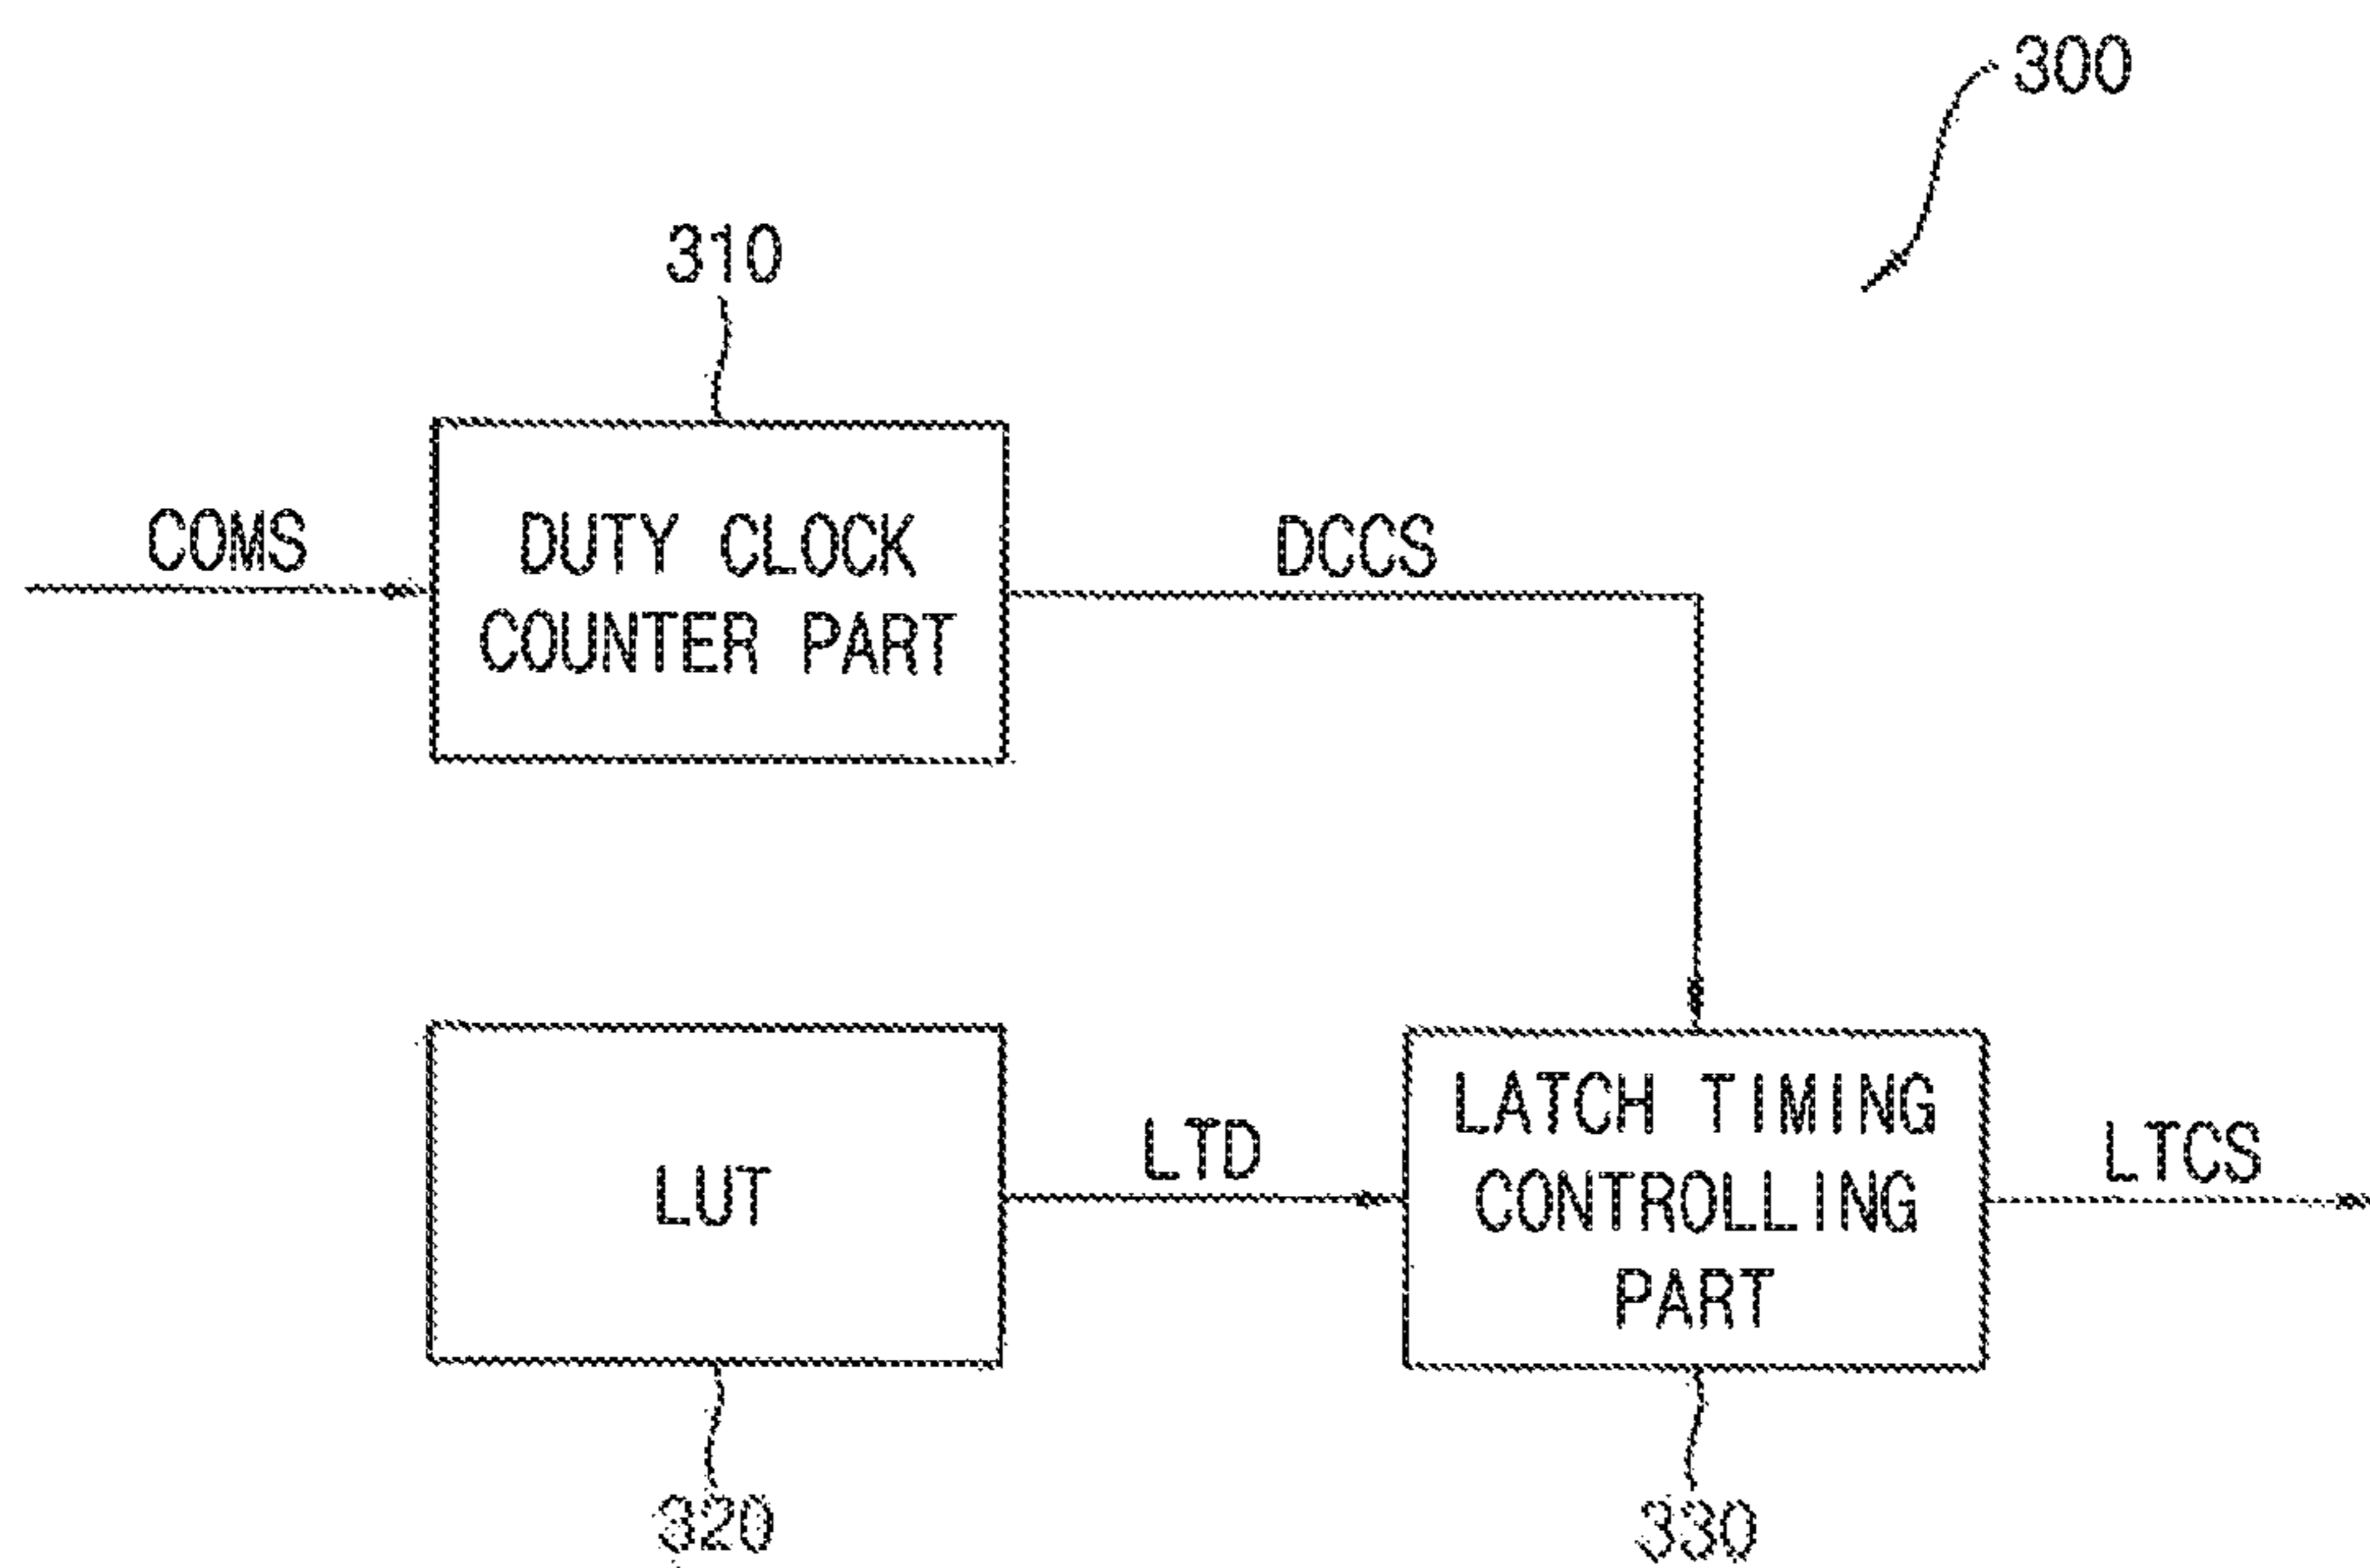 300
310
COMS
DUTY CLOCK
COUNTER PART
DCCS
LUT
LTD
LATCH TIMING
CONTROLLING
PART
LTCS
320
330